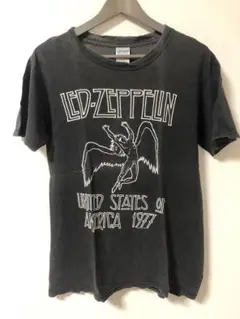 LED-ZEPPELIN
UNITED STATES OF
AMERICA 1977